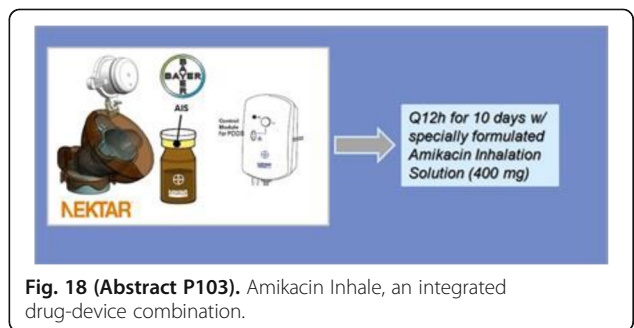 BAYER
BAYER
AIS
Control
Module
for PDDS
NEKTAR
Q12h for 10 days w/
specially formulated
Amikacin Inhalation
Solution (400 mg)
Fig. 18 (Abstract P103). Amikacin Inhale, an integrated
drug-device combination.